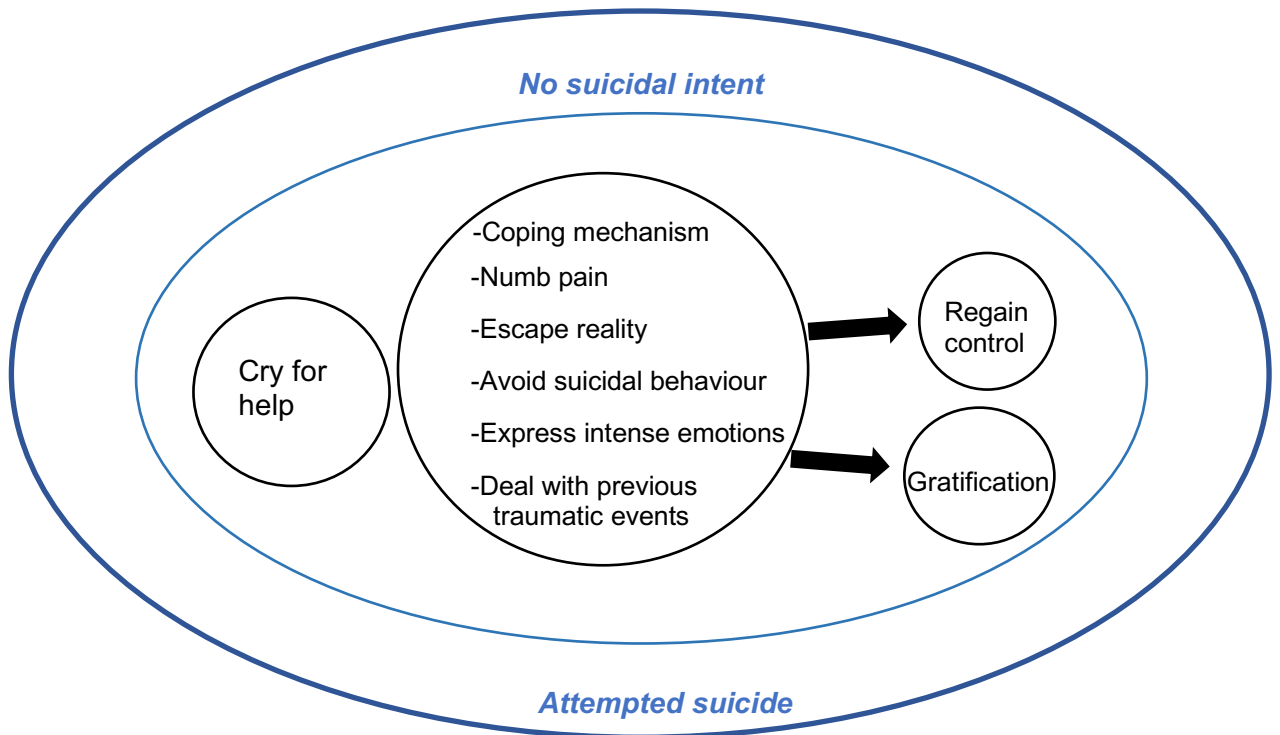 No suicidal intent
Cry for
help
-Coping mechanism
-Numb pain
-Escape reality
-Avoid suicidal behaviour
-Express intense emotions
-Deal with previous
traumatic events
Regain
control
Gratification
Attempted suicide